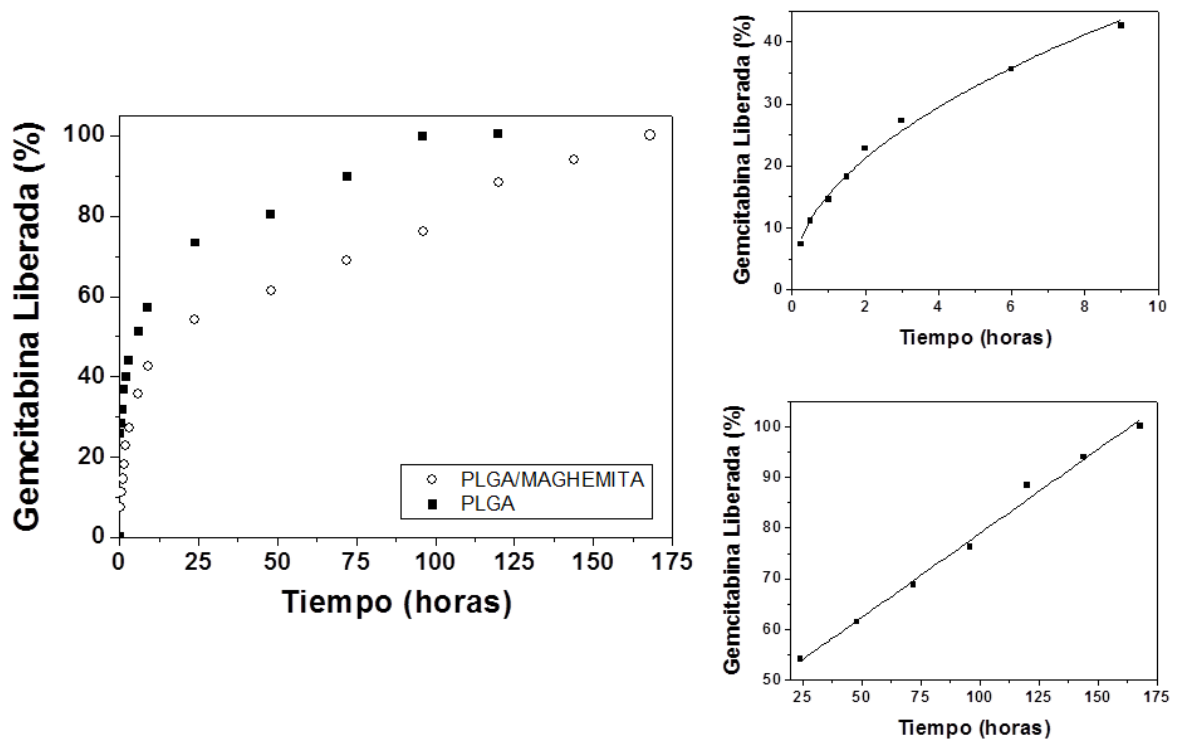 Gemcitabina Liberada (%)
100
80
60
40
20
0
0 25 50 75 100 125 150 175
Tiempo (horas)
PLGA/MAGHEMITA
PLGA
Gemcitabina Liberada (%)
40
30
20
10
0
0 2 4 6 8 10
Tiempo (horas)
Gemcitabina Liberada (%)
100
90
80
70
60
50
25 50 75 100 125 150 175
Tiempo (horas)